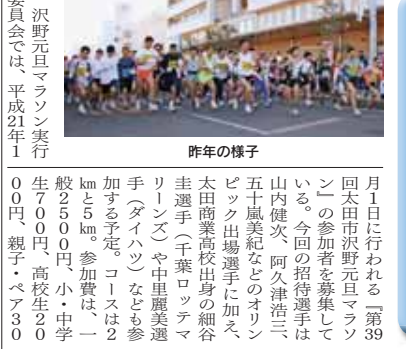 沢野元旦マラソン実行
委員会では、平成21年1
昨年の様子
月1日に行われる『第39
回太田市沢野元旦マラソ
ン』の参加者を募集して
いる。今回の招待選手は
山内健次、阿久津浩三、
五十嵐美紀などのオリン
ピック出場選手に加え、
太田商業高校出身の細谷
圭選手（千葉ロッテマ
リーンズ）や中里麗美選
手（ダイハツ）なども参
加する予定。コースは2
㎞と5㎞。参加費は、一
般2500円、小・中学
生700円、高校生20
00円、親子・ペア30